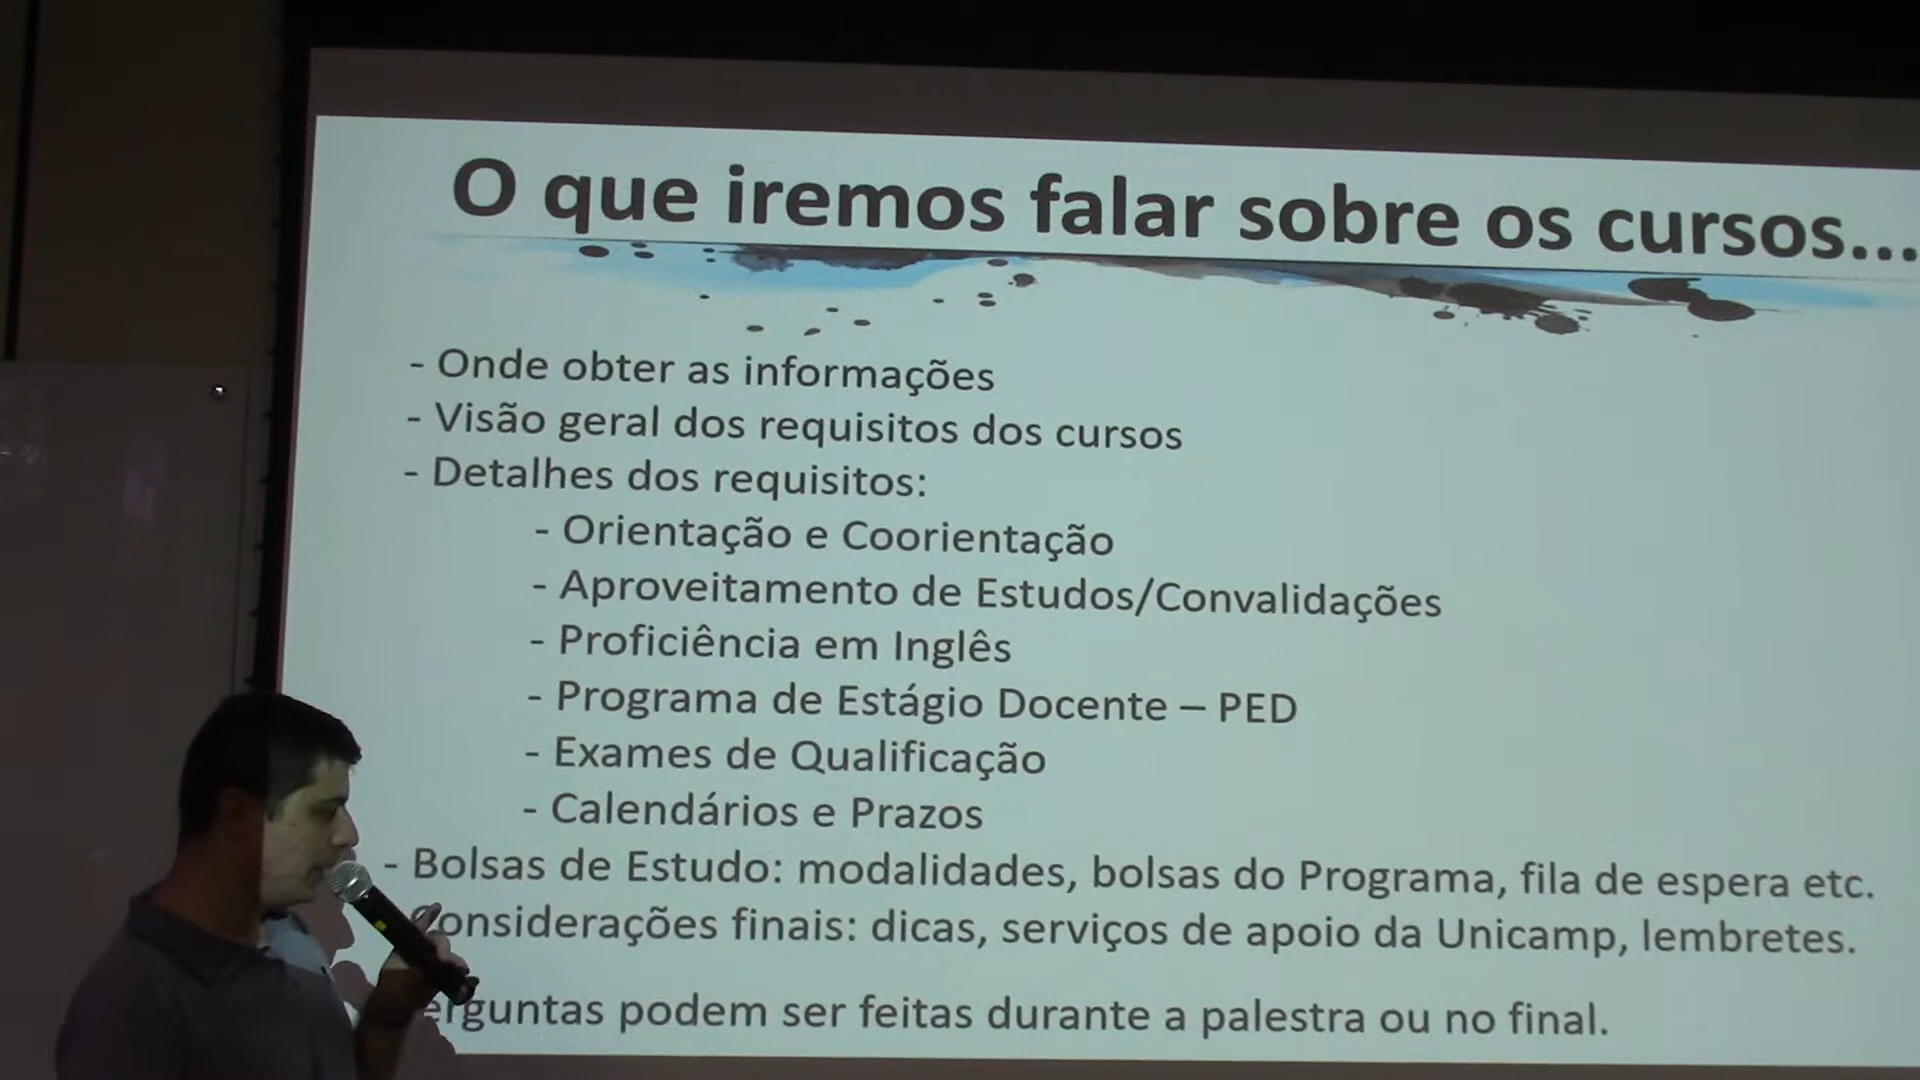 O que iremos falar sobre os cursos...
- Onde obter as informações
- Visão geral dos requisitos dos cursos
- Detalhes dos requisitos:
- Orientação e Coorientação
- Aproveitamento de Estudos/Convalidações
- Proficiência em Inglês
- Programa de Estágio Docente – PED
- Exames de Qualificação
- Calendários e Prazos
- Bolsas de Estudo: modalidades, bolsas do Programa, fila de espera etc.
Considerações finais: dicas, serviços de apoio da Unicamp, lembretes.
erguntas podem ser feitas durante a palestra ou no final.